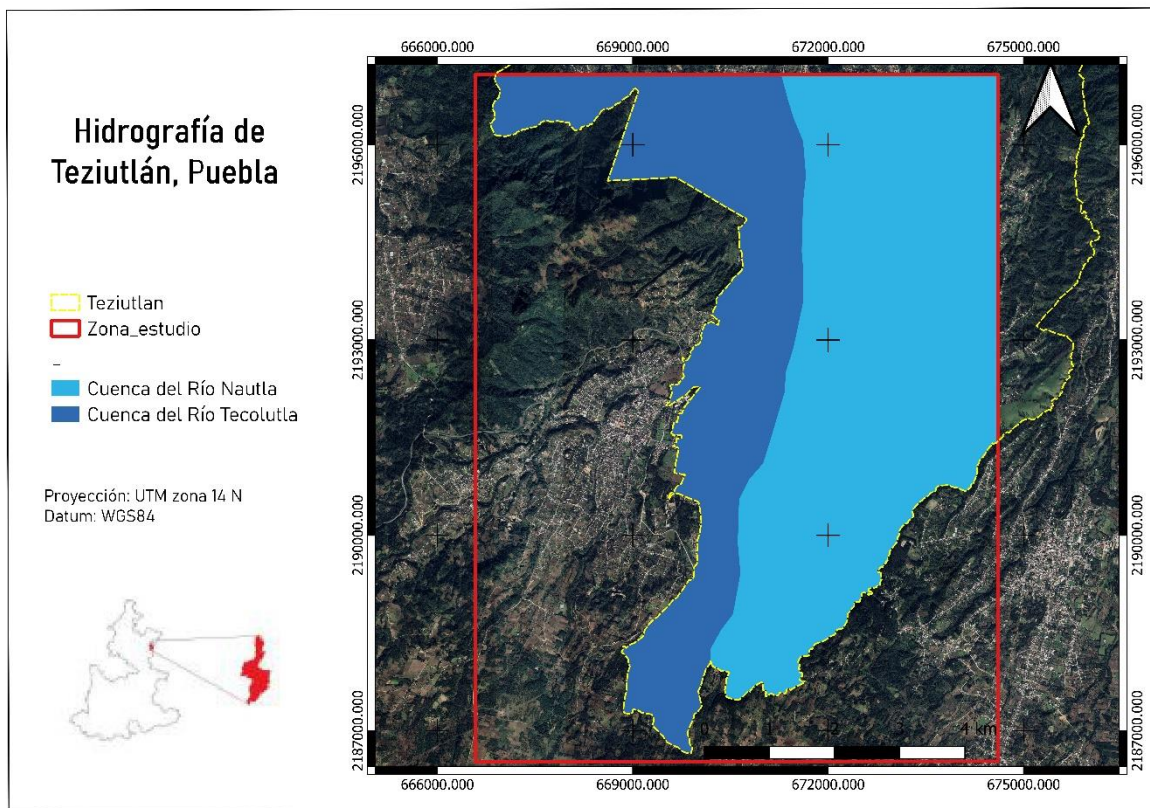 Hidrografía de
Teziutlán, Puebla
Teziutlan
Zona_estudio
–
Cuenca del Río Nautla
Cuenca del Río Tecolutla
Proyección: UTM zona 14 N
Datum: WGS84
666000.000 669000.000 672000.000 675000.000
2196000.000 2196000.000
2193000.000 2193000.000
2190000.000 2190000.000
2187000.000 2187000.000
0 1 2 3 4 km
666000.000 669000.000 672000.000 675000.000